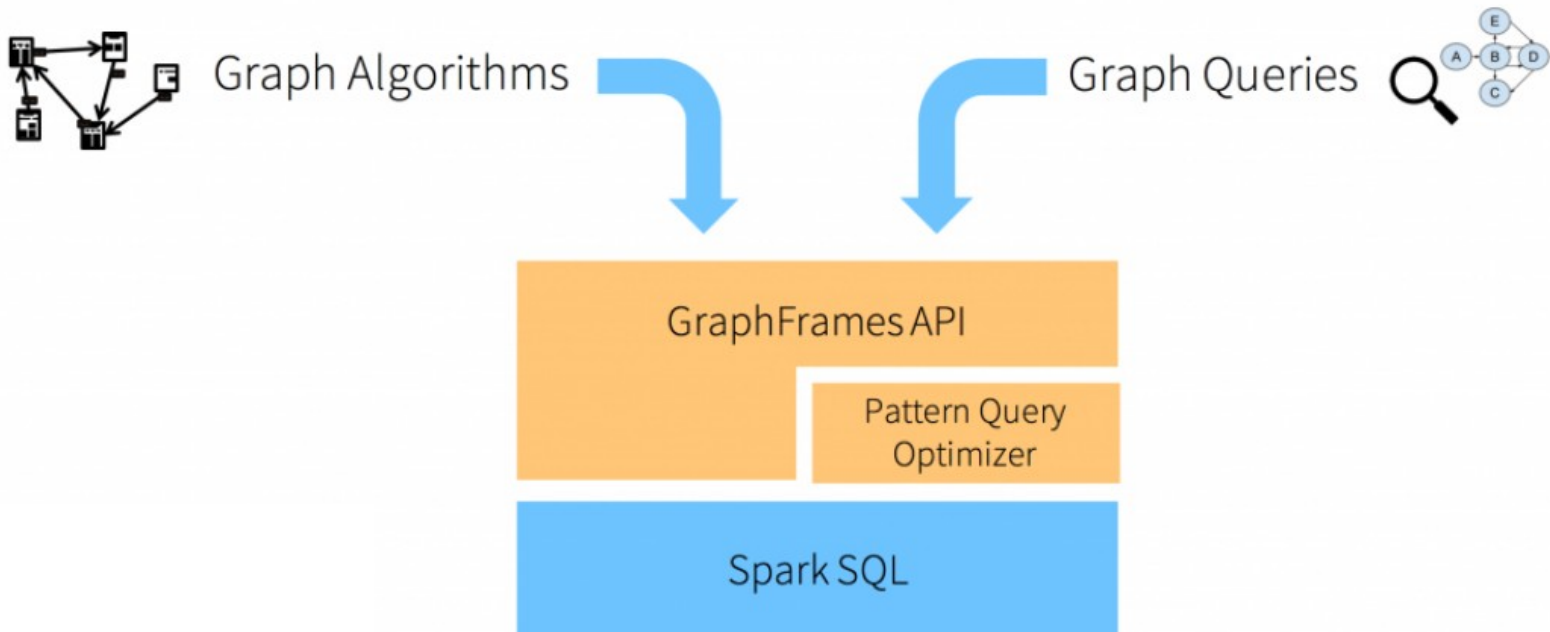 Graph Algorithms
Graph Queries
E
A
B
D
C
GraphFrames API
Pattern Query
Optimizer
Spark SQL